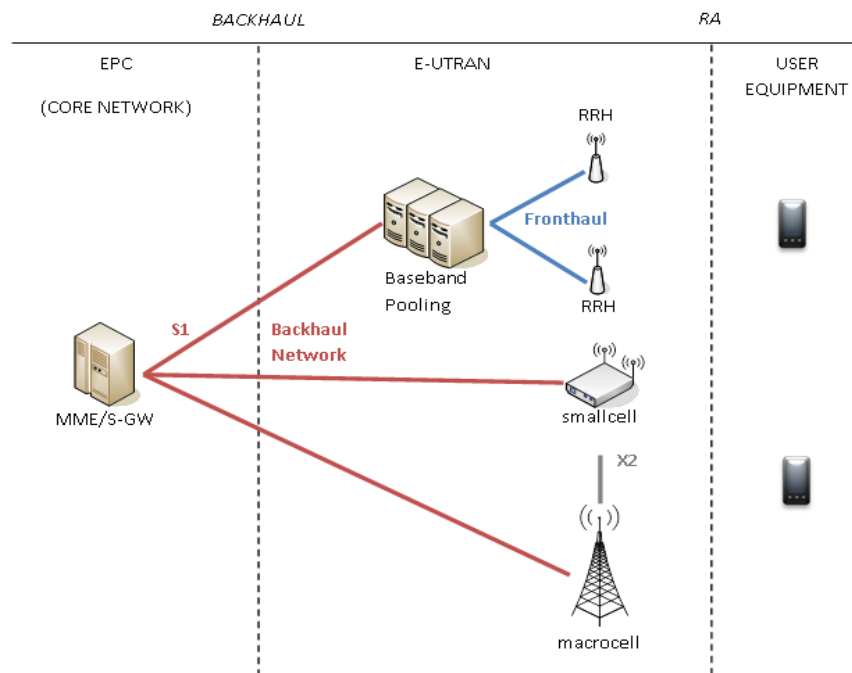 BACKHAUL
RA
EPC
(CORE NETWORK)
E-UTRAN
USER
EQUIPMENT
RRH
Fronthaul
Baseband
Pooling
RRH
S1
Backhaul
Network
MME/S-GW
smallcell
X2
macrocell